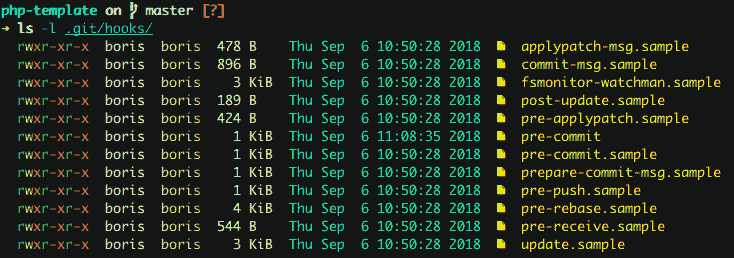 php-template on master [?]
➜ ls -l .git/hooks/
rwxr-xr-x boris boris 478 B Thu Sep 6 10:50:28 2018 applypatch-msg.sample
rwxr-xr-x boris boris 896 B Thu Sep 6 10:50:28 2018 commit-msg.sample
rwxr-xr-x boris boris 3 KiB Thu Sep 6 10:50:28 2018 fsmonitor-watchman.sample
rwxr-xr-x boris boris 189 B Thu Sep 6 10:50:28 2018 post-update.sample
rwxr-xr-x boris boris 424 B Thu Sep 6 10:50:28 2018 pre-applypatch.sample
rwxr-xr-x boris boris 1 KiB Thu Sep 6 11:08:35 2018 pre-commit
rwxr-xr-x boris boris 1 KiB Thu Sep 6 10:50:28 2018 pre-commit.sample
rwxr-xr-x boris boris 1 KiB Thu Sep 6 10:50:28 2018 prepare-commit-msg.sample
rwxr-xr-x boris boris 1 KiB Thu Sep 6 10:50:28 2018 pre-push.sample
rwxr-xr-x boris boris 4 KiB Thu Sep 6 10:50:28 2018 pre-rebase.sample
rwxr-xr-x boris boris 544 B Thu Sep 6 10:50:28 2018 pre-receive.sample
rwxr-xr-x boris boris 3 KiB Thu Sep 6 10:50:28 2018 update.sample